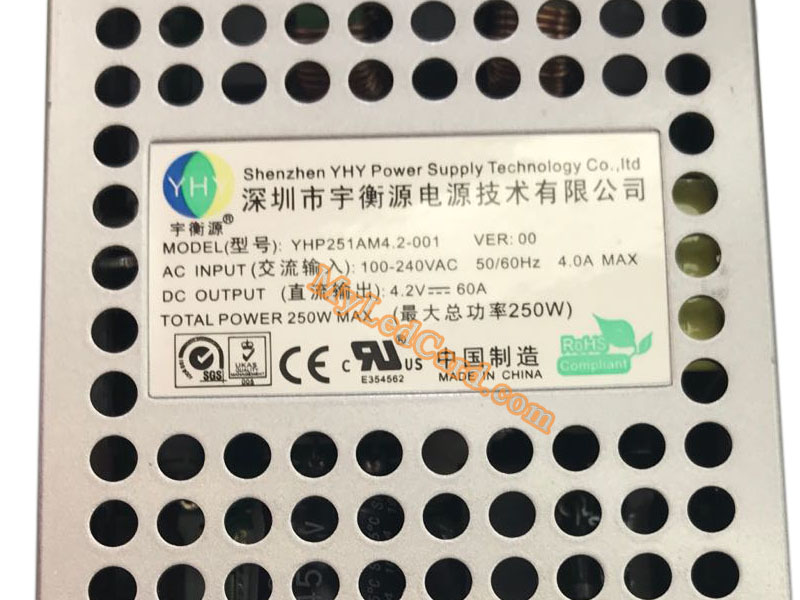 YHY
宇衡源®
Shenzhen YHY Power Supply Technology Co.,ltd
深圳市宇衡源电源技术有限公司
MODEL(型号): YHP251AM4.2-001 VER: 00
AC INPUT (交流输入): 100-240VAC 50/60Hz 4.0A MAX
DC OUTPUT (直流输出): 4.2V⎓ 60A
TOTAL POWER 250W MAX. (最大总功率250W)
SGS
UKAS
CE
c UR® US
E354562
中国制造
MADE IN CHINA
RoHS
Compliant
MyLcdCart.com